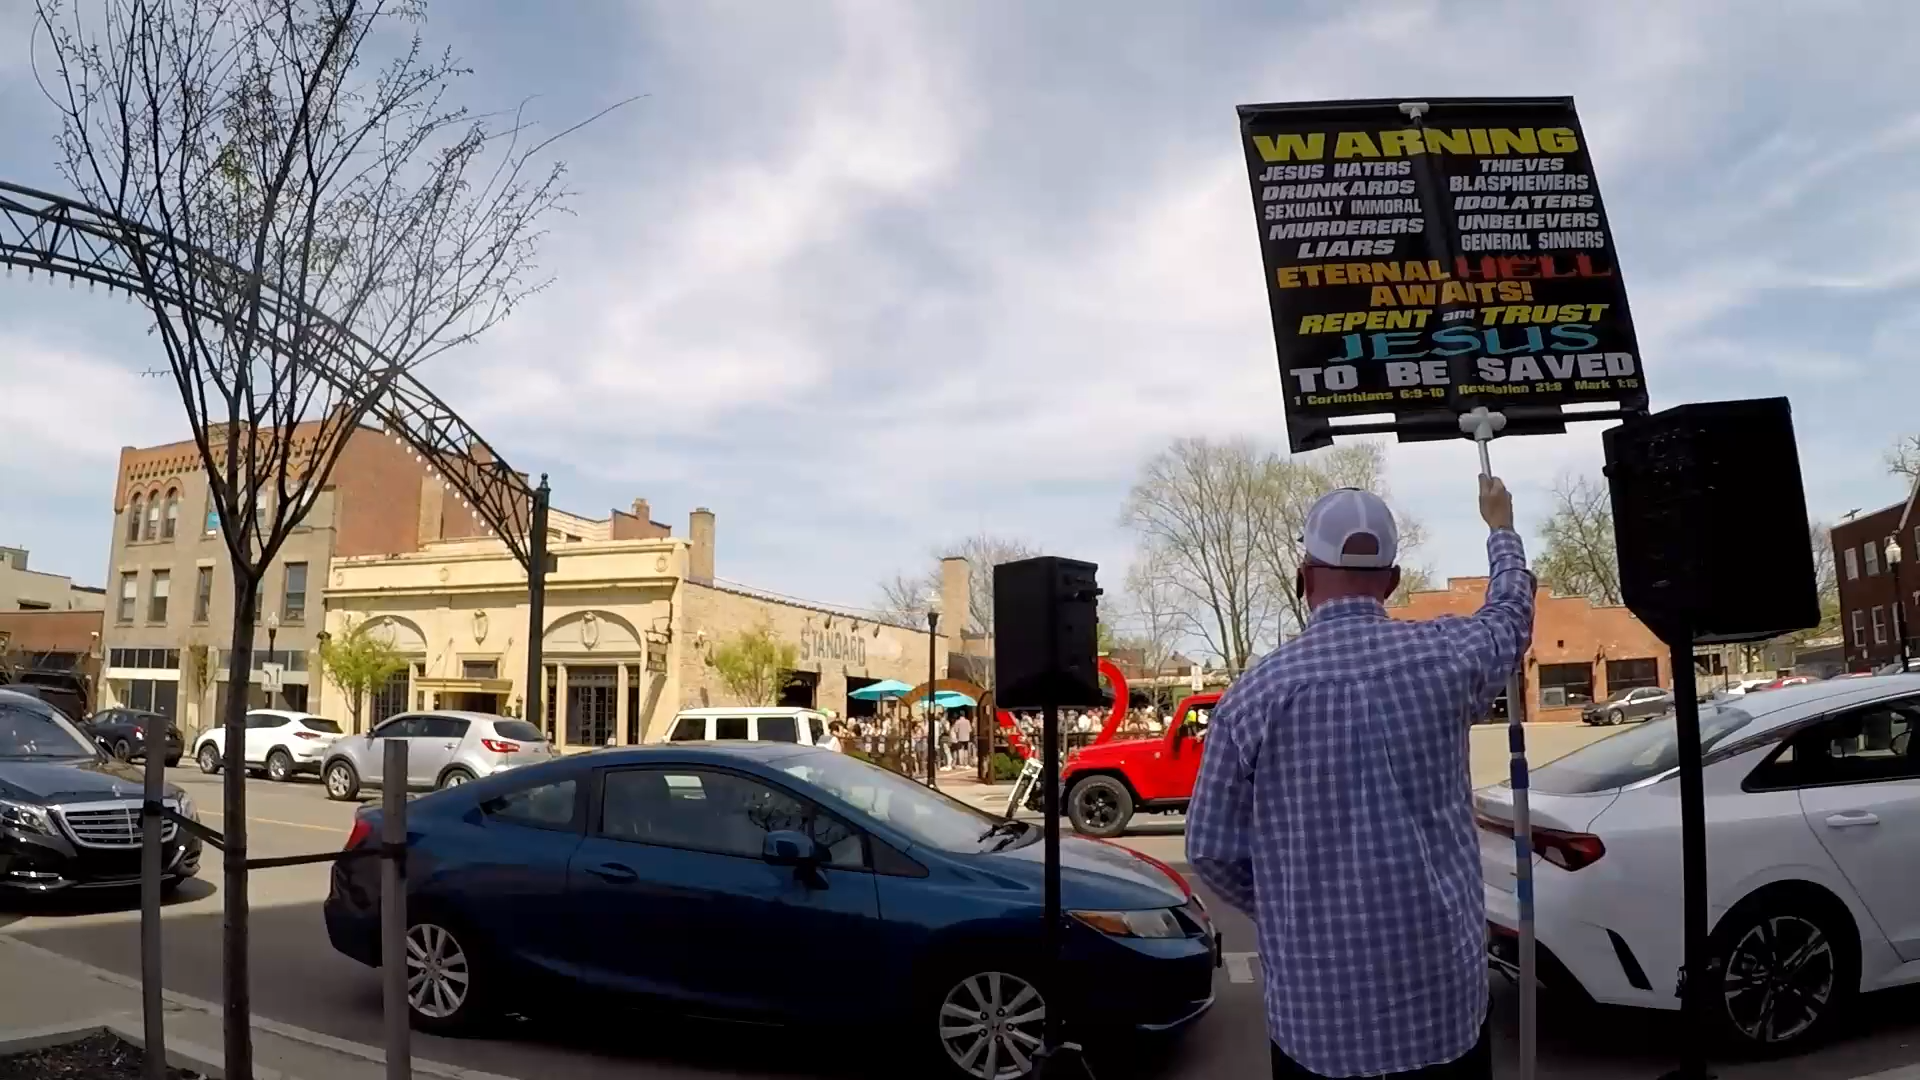 WARNING
JESUS HATERS
DRUNKARDS
SEXUALLY IMMORAL
MURDERERS
LIARS
THIEVES
BLASPHEMERS
IDOLATERS
UNBELIEVERS
GENERAL SINNERS
ETERNAL HELL
AWAITS!
REPENT and TRUST
JESUS
TO BE SAVED
1 Corinthians 6:9-10 Revelation 21:8 Mark 1:15
STANDARD